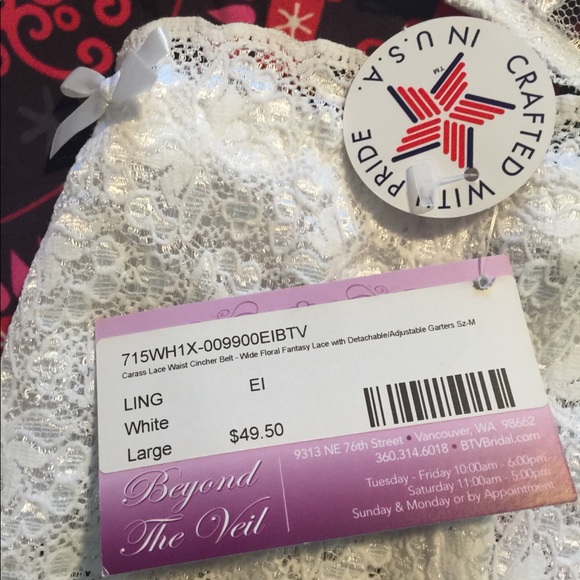 CRAFTED
WITH PRIDE
IN U.S.A.
TM
715WH1X-009900EIBTV
Carass Lace Waist Cincher Belt - Wide Floral Fantasy Lace with Detachable/Adjustable Garters Sz-M
LING EI
White
Large $49.50
Beyond
The Veil
9313 NE 76th Street • Vancouver, WA 98662
360.314.6018 • BTVBridal.com
Tuesday - Friday 10:00am - 6:00pm
Saturday 11:00am - 5:00pm
Sunday & Monday or by Appointment